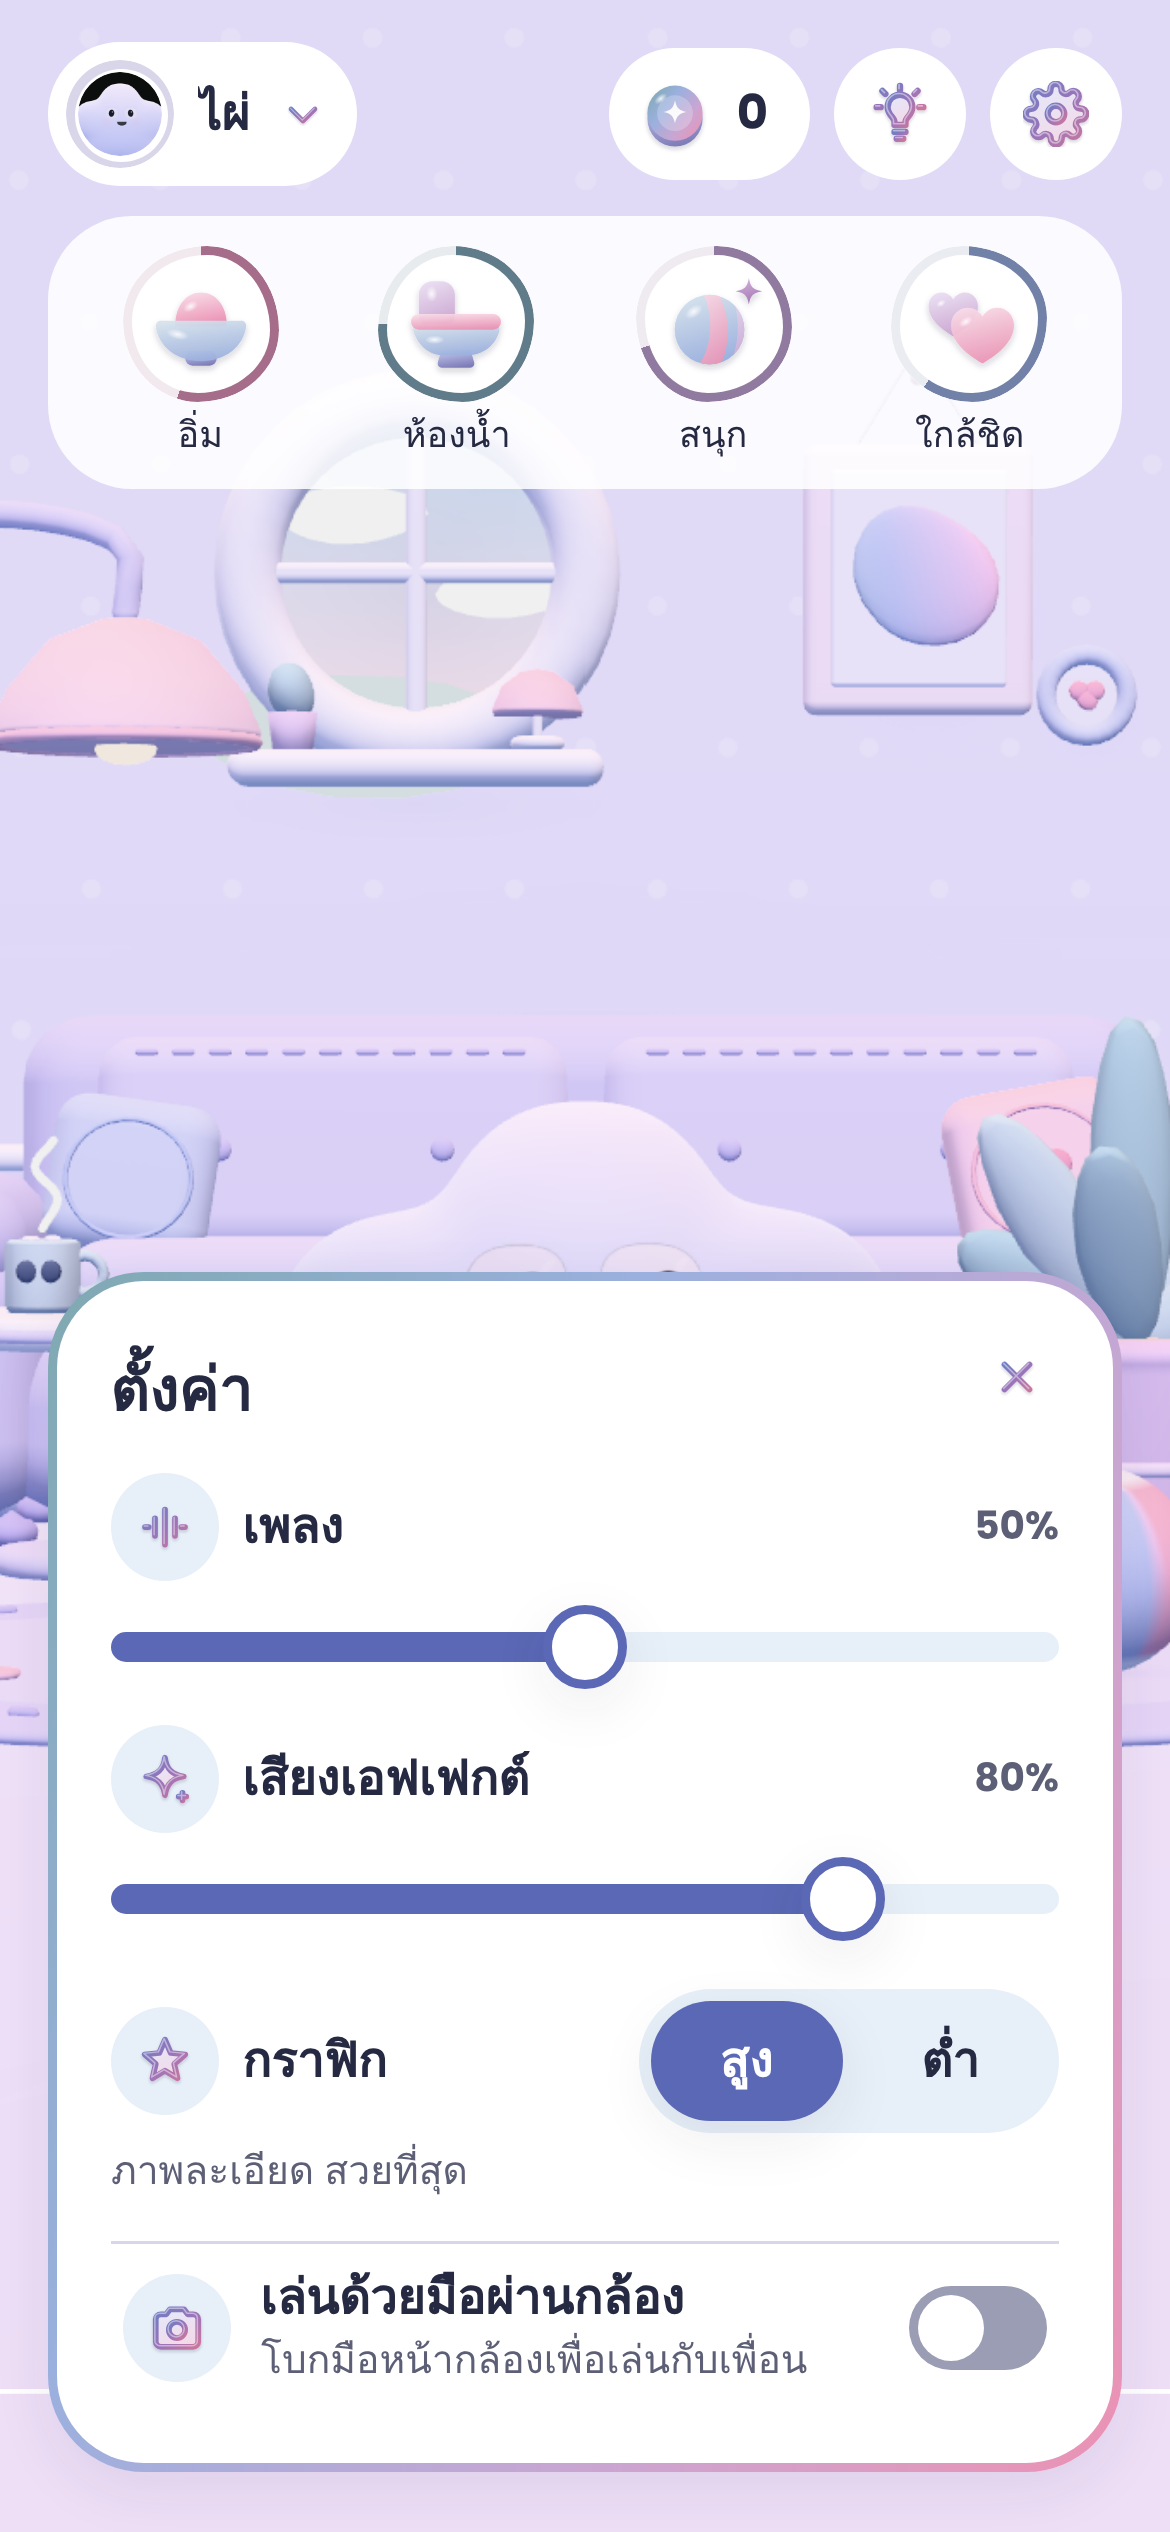 ไผ่
0
อิ่ม
ห้องน้ำ
สนุก
ใกล้ชิด
ตั้งค่า
เพลง
50%
เสียงเอฟเฟกต์
80%
กราฟิก
สูง
ต่ำ
ภาพละเอียด สวยที่สุด
เล่นด้วยมือผ่านกล้อง
โบกมือหน้ากล้องเพื่อเล่นกับเพื่อน